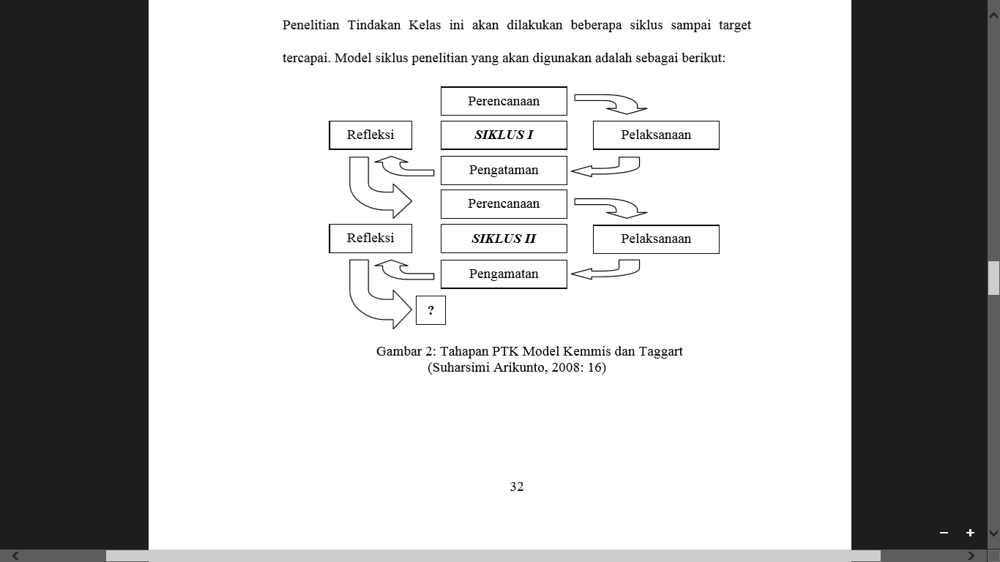 Penelitian Tindakan Kelas ini akan dilakukan beberapa siklus sampai target
tercapai. Model siklus penelitian yang akan digunakan adalah sebagai berikut:
Perencanaan
Refleksi
SIKLUS I
Pelaksanaan
Pengataman
Perencanaan
Refleksi
SIKLUS II
Pelaksanaan
Pengamatan
?
Gambar 2: Tahapan PTK Model Kemmis dan Taggart
(Suharsimi Arikunto, 2008: 16)
32